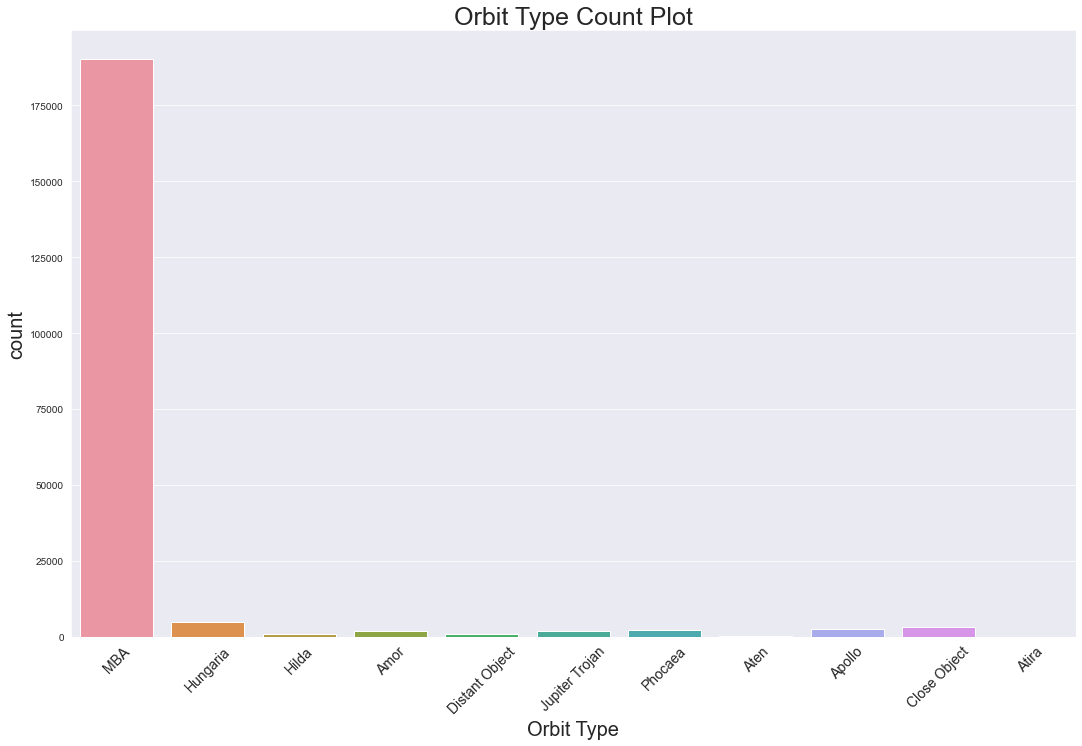 Orbit Type Count Plot
count
175000
150000
125000
100000
75000
50000
25000
0
MBA
Hungaria
Hilda
Amor
Distant Object
Jupiter Trojan
Phocaea
Aten
Apollo
Close Object
Atira
Orbit Type